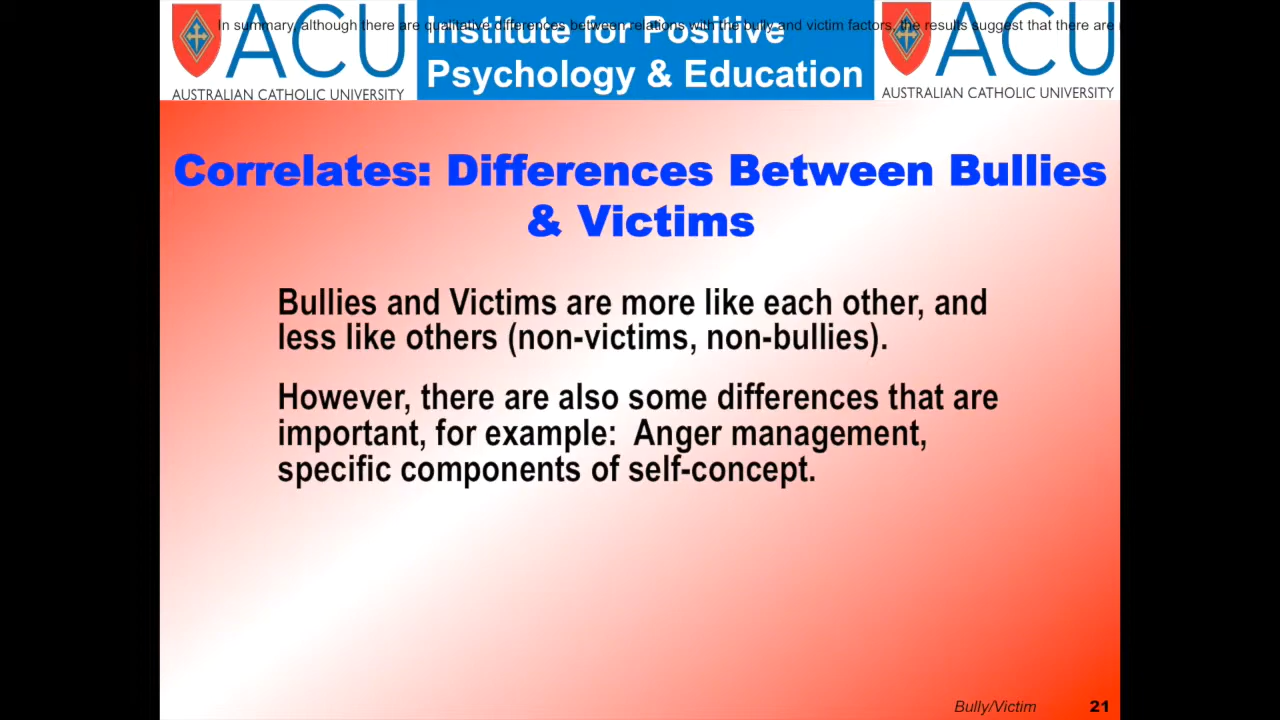 In summary, although there are qualitative differences between relations with the bully and victim factors, the results suggest that there are
ACU
Institute for Positive
ACU
Psychology & Education
AUSTRALIAN CATHOLIC UNIVERSITY
AUSTRALIAN CATHOLIC UNIVERSITY
Correlates: Differences Between Bullies
& Victims
Bullies and Victims are more like each other, and
less like others (non-victims, non-bullies).
However, there are also some differences that are
important, for example: Anger management,
specific components of self-concept.
Bully/Victim 21